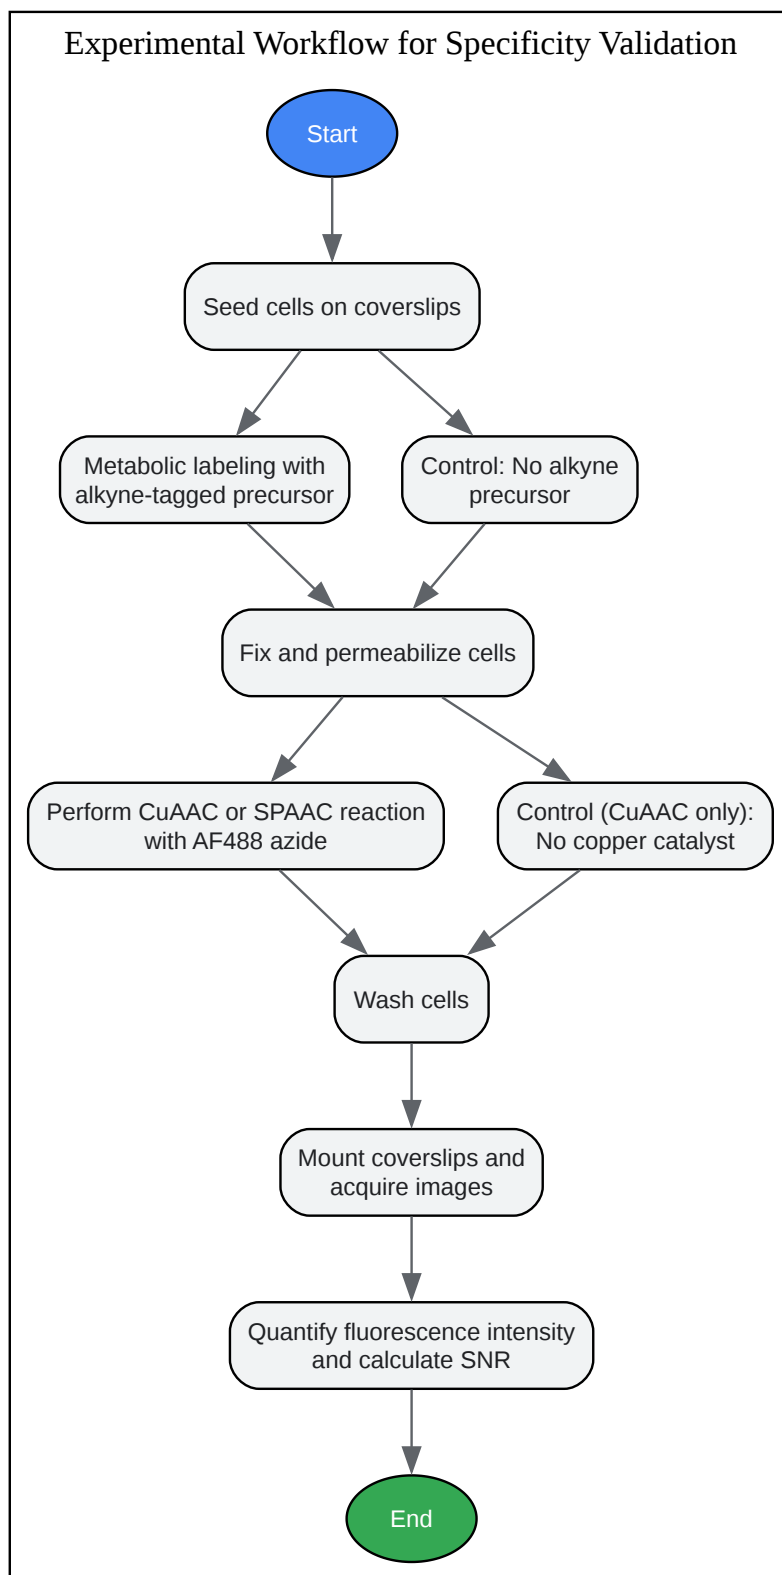 Experimental Workflow for Specificity Validation
Start
Seed cells on coverslips
Metabolic labeling with
alkyne-tagged precursor
Control: No alkyne
precursor
Fix and permeabilize cells
Perform CuAAC or SPAAC reaction
with AF488 azide
Control (CuAAC only):
No copper catalyst
Wash cells
Mount coverslips and
acquire images
Quantify fluorescence intensity
and calculate SNR
End